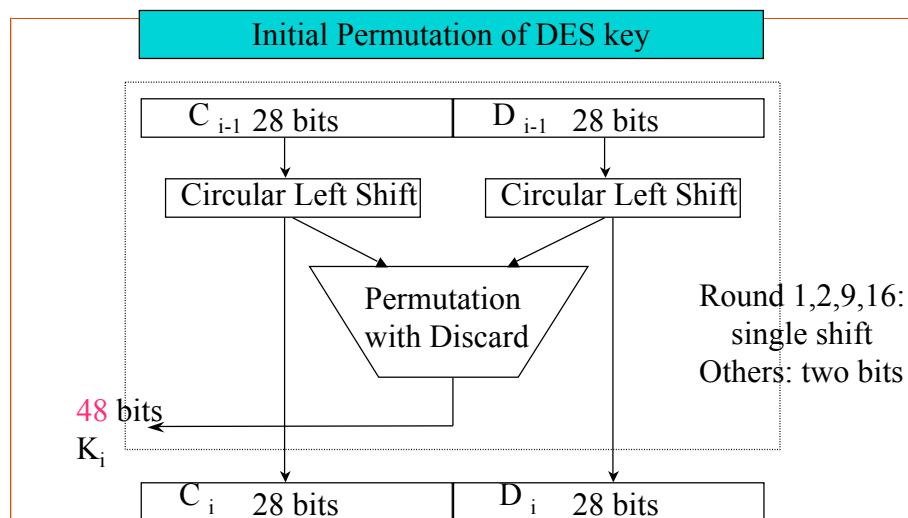 Initial Permutation of DES key
C i-1 28 bits
D i-1 28 bits
Circular Left Shift
Circular Left Shift
Permutation
with Discard
Round 1,2,9,16:
single shift
Others: two bits
48 bits
Ki
C i 28 bits
D i 28 bits